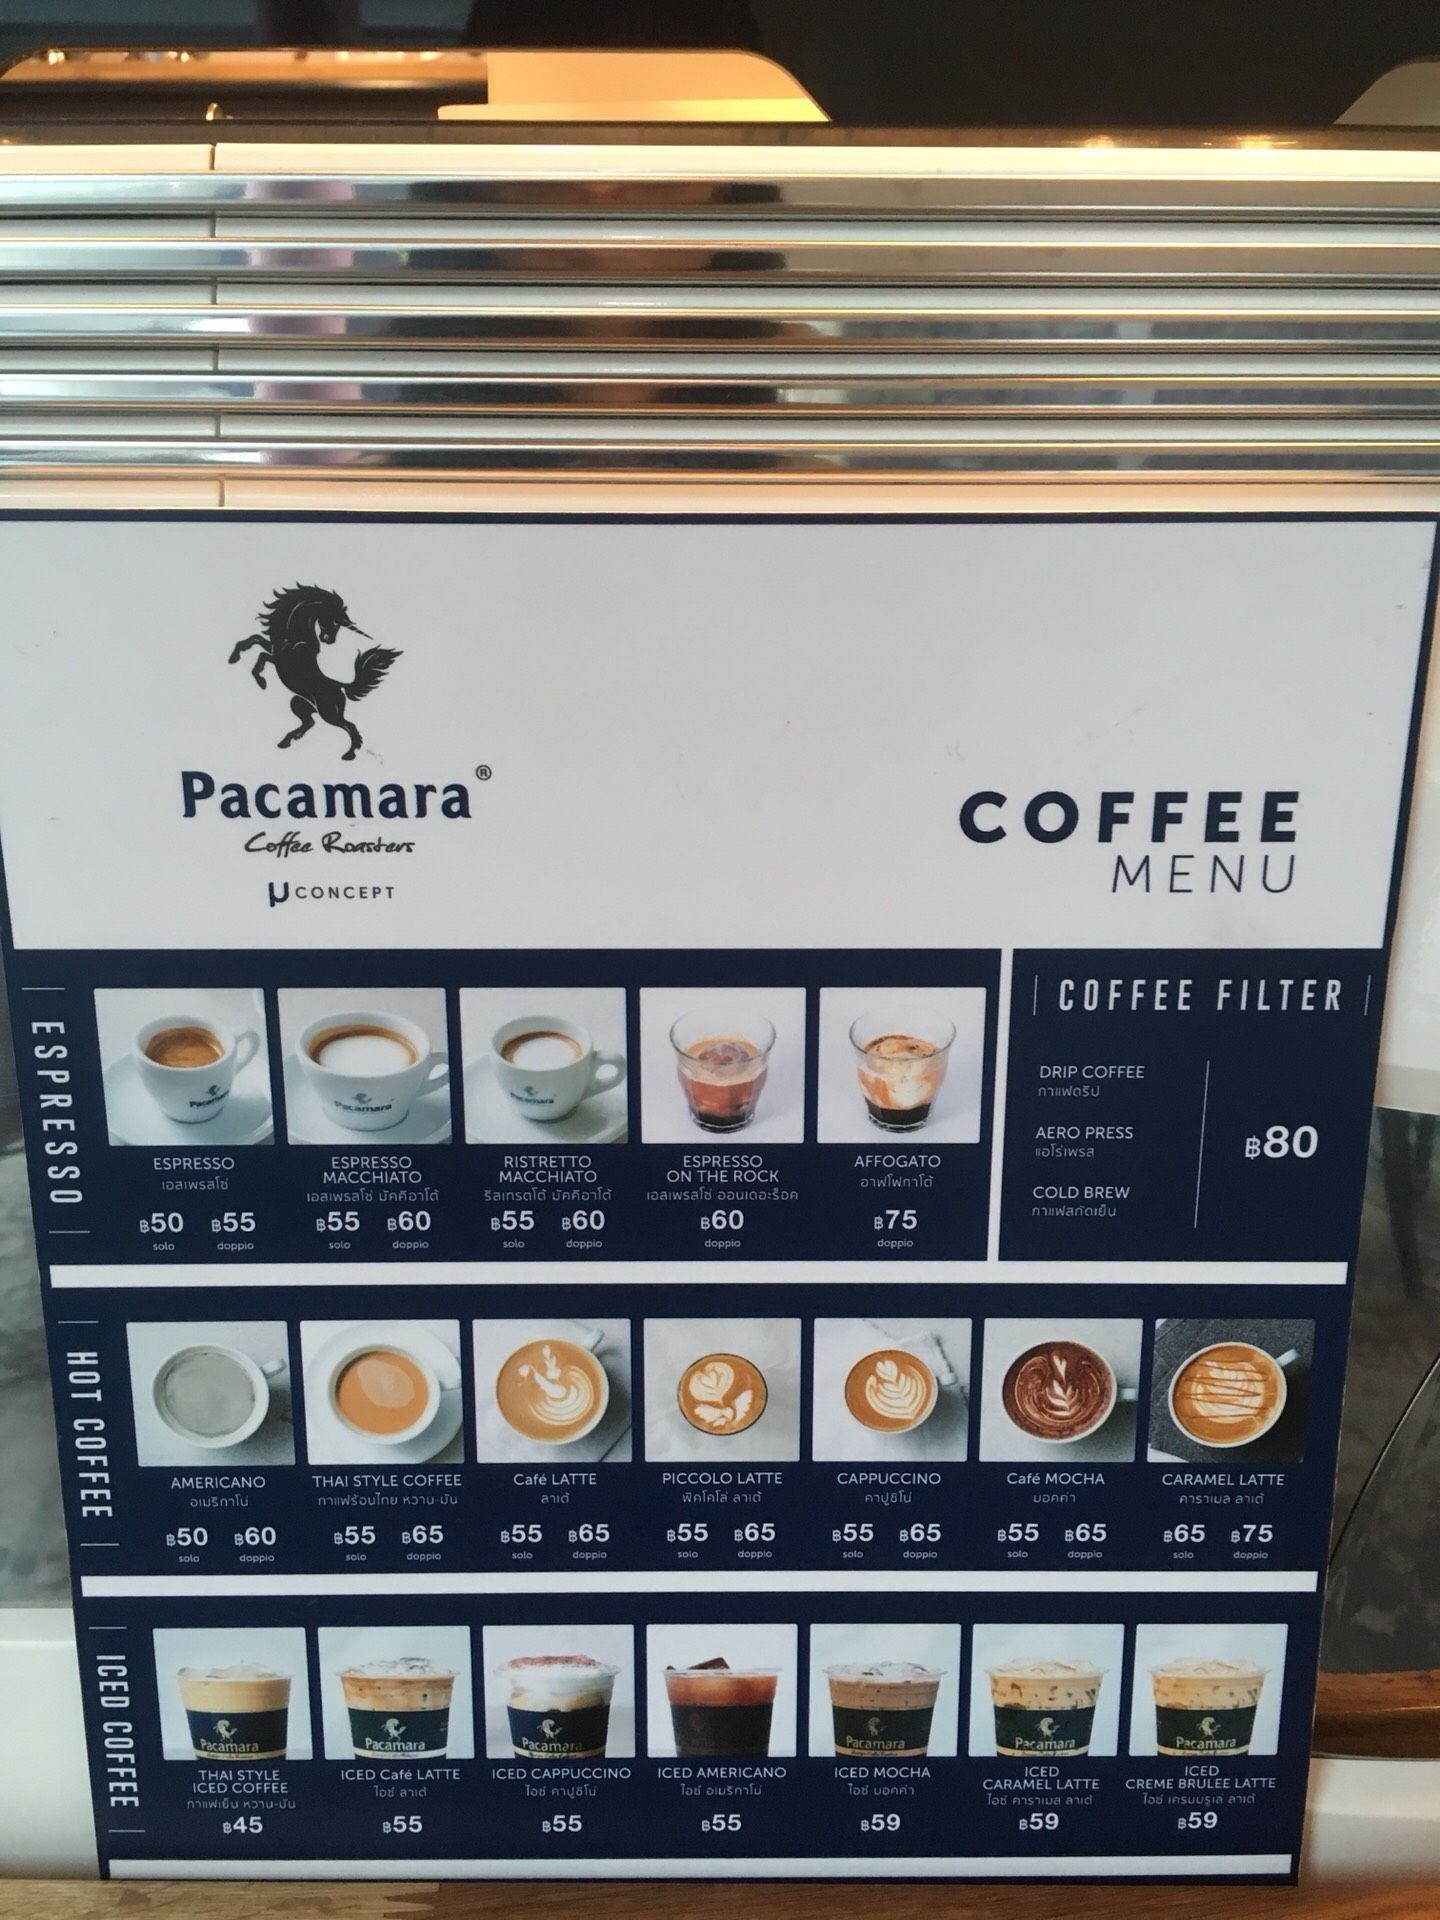 Pacamara®
Coffee Roasters
μ CONCEPT
COFFEE
MENU
ESPRESSO
ESPRESSO
เอสเพรสโซ่
฿50 ฿55
solo doppio
ESPRESSO
MACCHIATO
เอสเพรสโซ่ มัคคิอาโต้
฿55 ฿60
solo doppio
RISTRETTO
MACCHIATO
ริสเทรตโต้ มัคคิอาโต้
฿55 ฿60
solo doppio
ESPRESSO
ON THE ROCK
เอสเพรสโซ่ ออนเดอะร็อค
฿60
doppio
AFFOGATO
อาฟโฟกาโต้
฿75
doppio
COFFEE FILTER
DRIP COFFEE
กาแฟดริป
AERO PRESS
แอโร่เพรส
COLD BREW
กาแฟสกัดเย็น
฿80
HOT COFFEE
AMERICANO
อเมริกาโน่
฿50 ฿60
solo doppio
THAI STYLE COFFEE
กาแฟร้อนไทย หวาน-มัน
฿55 ฿65
solo doppio
Café LATTE
ลาเต้
฿55 ฿65
solo doppio
PICCOLO LATTE
พิคโคโล่ ลาเต้
฿55 ฿65
solo doppio
CAPPUCCINO
คาปูชิโน่
฿55 ฿65
solo doppio
Café MOCHA
มอคค่า
฿55 ฿65
solo doppio
CARAMEL LATTE
คาราเมล ลาเต้
฿65 ฿75
solo doppio
ICED COFFEE
Pacamara
THAI STYLE
ICED COFFEE
กาแฟเย็น หวาน-มัน
฿45
Pacamara
ICED Café LATTE
ไอซ์ ลาเต้
฿55
Pacamara
ICED CAPPUCCINO
ไอซ์ คาปูชิโน่
฿55
ICED AMERICANO
ไอซ์ อเมริกาโน่
฿55
Pacamara
ICED MOCHA
ไอซ์ มอคค่า
฿59
Pacamara
ICED
CARAMEL LATTE
ไอซ์ คาราเมล ลาเต้
฿59
Pacamara
ICED
CREME BRULEE LATTE
ไอซ์ เครมบรูเล่ ลาเต้
฿59